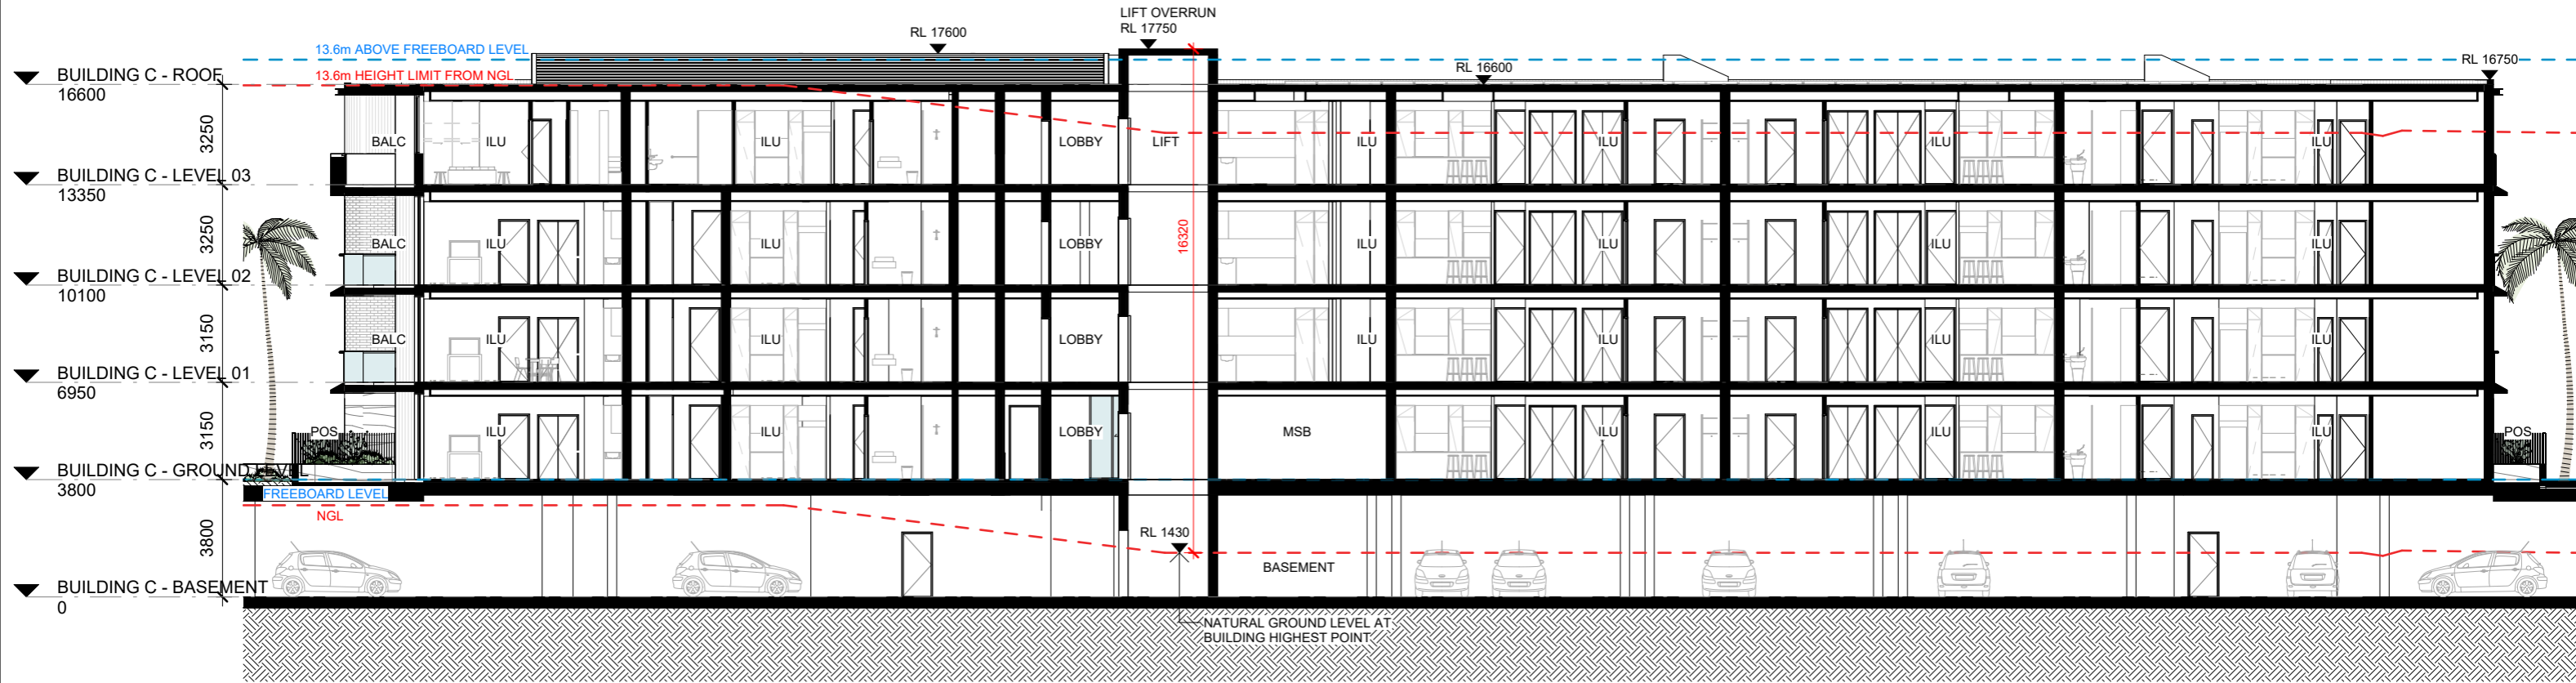 LIFT OVERRUN
RL 17750
RL 17600
13.6m ABOVE FREEBOARD LEVEL
RL 16750
RL 16600
BUILDING C - ROOF
16600
13.6m HEIGHT LIMIT FROM NGL
3250
BALC
ILU
ILU
LOBBY
LIFT
ILU
ILU
ILU
ILU
BUILDING C - LEVEL 03
13350
3250
BALC
ILU
ILU
LOBBY
16320
ILU
ILU
ILU
ILU
BUILDING C - LEVEL 02
10100
3150
BALC
ILU
ILU
LOBBY
ILU
ILU
ILU
ILU
BUILDING C - LEVEL 01
6950
3150
POS
ILU
ILU
LOBBY
MSB
ILU
ILU
ILU
POS
BUILDING C - GROUND LEVEL
3800
FREEBOARD LEVEL
NGL
3800
RL 1430
BASEMENT
BUILDING C - BASEMENT
0
NATURAL GROUND LEVEL AT
BUILDING HIGHEST POINT